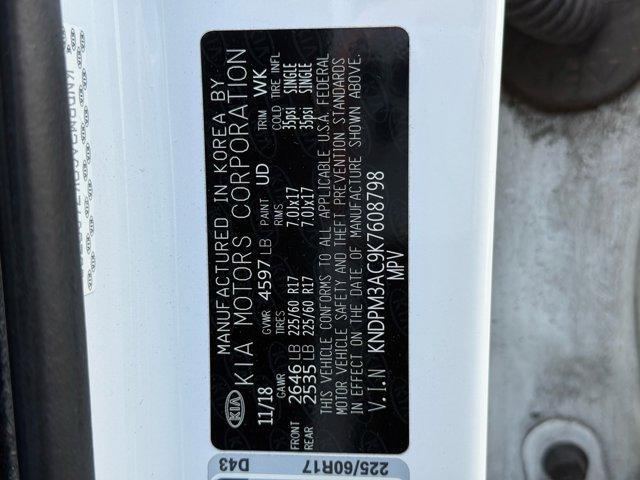 MANUFACTURED IN KOREA BY
KIA KIA MOTORS CORPORATION
11/18 GVWR 4597 LB PAINT UD TRIM WK
GAWR TIRES RIMS COLD TIRE INFL
FRONT 2646 LB 225/60 R17 7.0Jx17 35psi SINGLE
REAR 2535 LB 225/60 R17 7.0Jx17 35psi SINGLE
THIS VEHICLE CONFORMS TO ALL APPLICABLE U.S.A. FEDERAL
MOTOR VEHICLE SAFETY AND THEFT PREVENTION STANDARDS
IN EFFECT ON THE DATE OF MANUFACTURE SHOWN ABOVE.
V.I.N KNDPM3AC9K7608798
MPV
D43 225/60R17